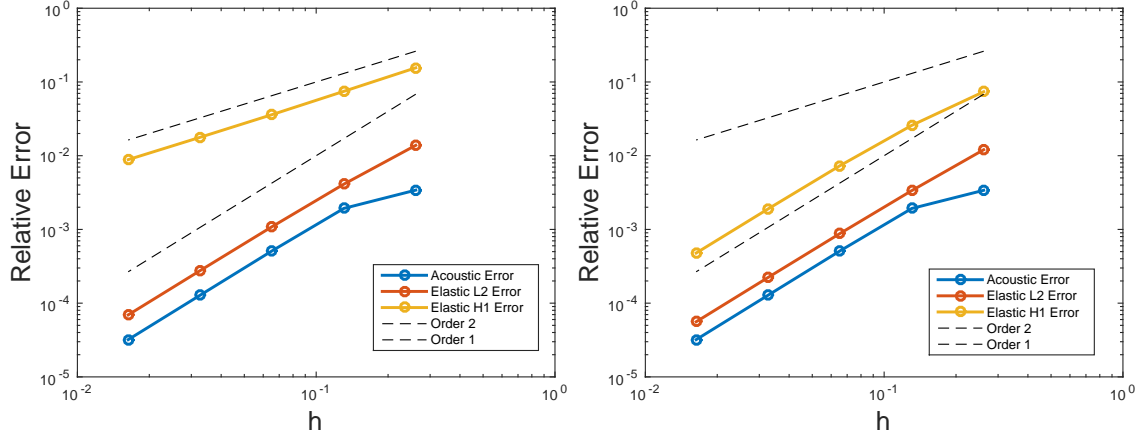 10^0
10^-1
10^-2
10^-3
10^-4
10^-5
Relative Error
10^-2
10^-1
10^0
h
Acoustic Error
Elastic L2 Error
Elastic H1 Error
Order 2
Order 1
10^0
10^-1
10^-2
10^-3
10^-4
10^-5
Relative Error
10^-2
10^-1
10^0
h
Acoustic Error
Elastic L2 Error
Elastic H1 Error
Order 2
Order 1